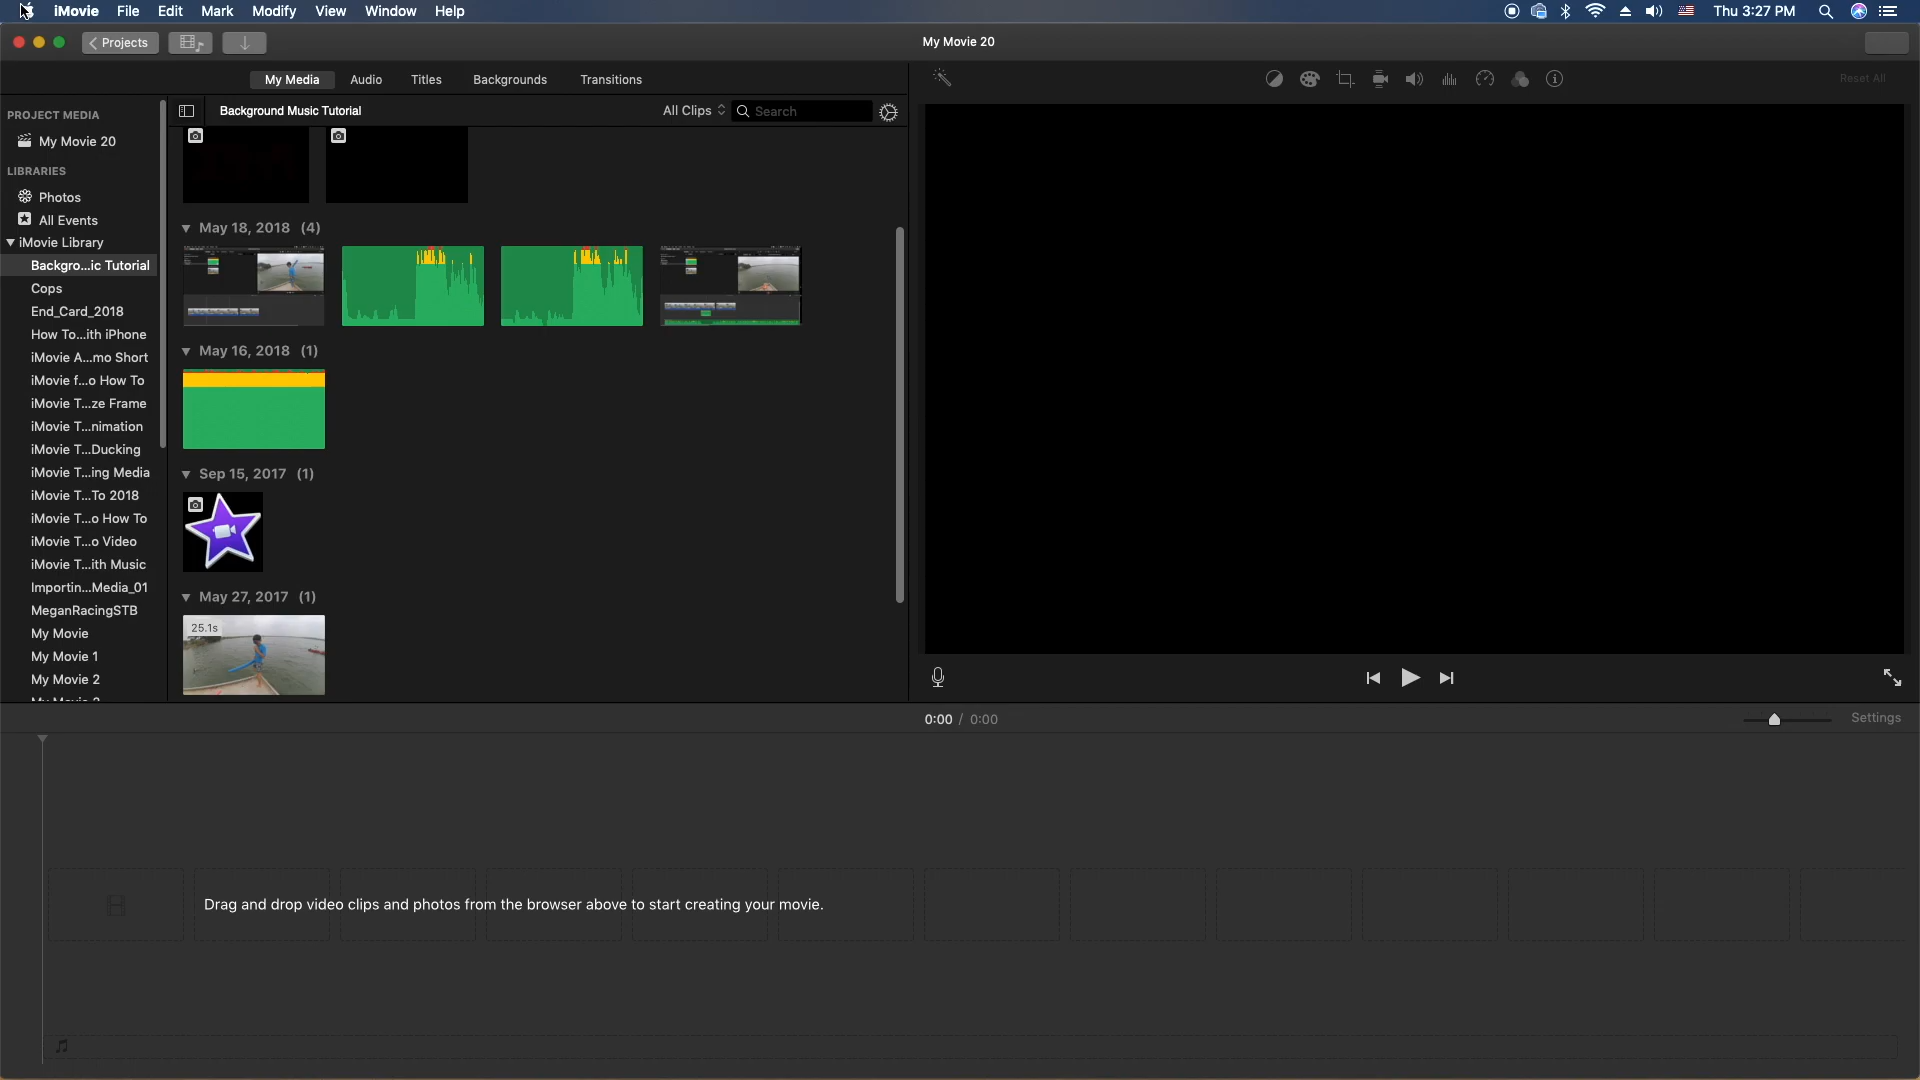 iMovie File Edit Mark Modify View Window Help Thu 3:27 PM
Projects My Movie 20
My Media Audio Titles Backgrounds Transitions Reset All
PROJECT MEDIA
My Movie 20
LIBRARIES
Photos
All Events
iMovie Library
Backgro...ic Tutorial
Cops
End_Card_2018
How To...ith iPhone
iMovie A...mo Short
iMovie f...o How To
iMovie T...ze Frame
iMovie T...nimation
iMovie T...Ducking
iMovie T...ing Media
iMovie T...To 2018
iMovie T...o How To
iMovie T...o Video
iMovie T...ith Music
Importin...Media_01
MeganRacingSTB
My Movie
My Movie 1
My Movie 2
Background Music Tutorial All Clips Search
May 18, 2018 (4)
May 16, 2018 (1)
Sep 15, 2017 (1)
May 27, 2017 (1)
25.1s
0:00 / 0:00 Settings
Drag and drop video clips and photos from the browser above to start creating your movie.